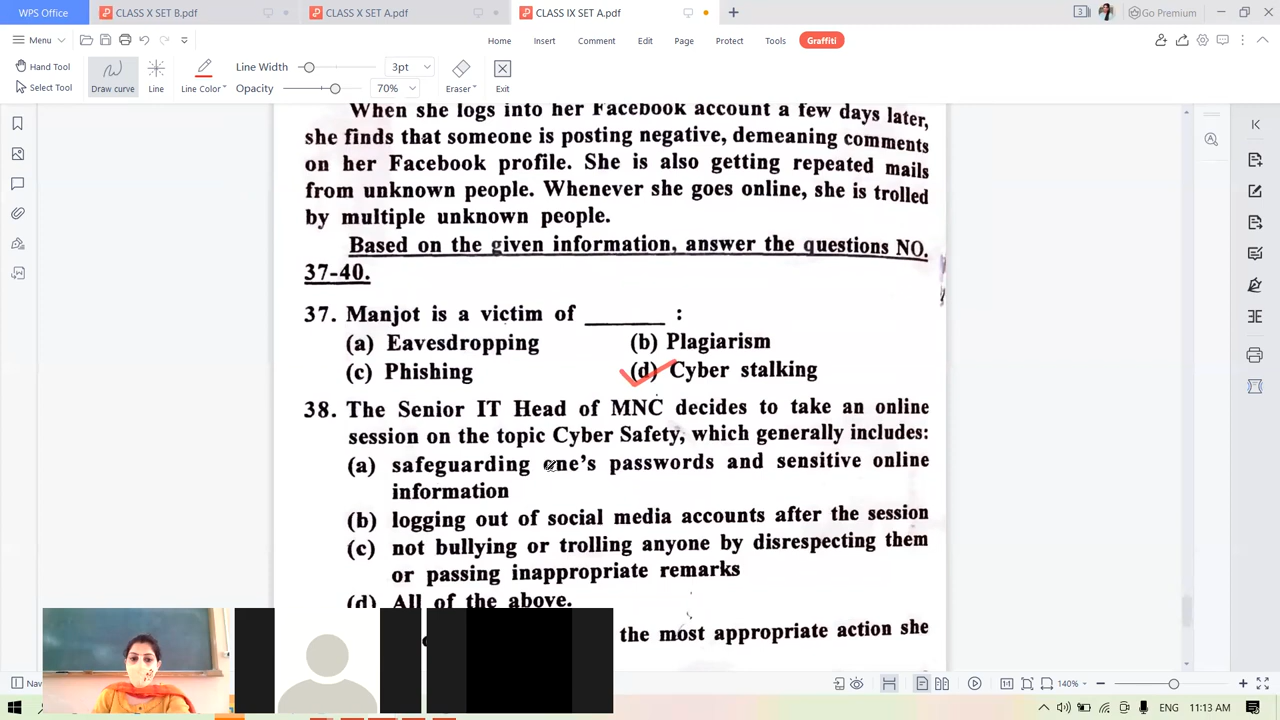 WPS Office
CLASS X SET F.pdf
CLASS X SET F.pdf
CLASS IX SET A.pdf
3
Go Premium
Menu
Home
Insert
Comment
Edit
Page
Protect
Tools
Graffiti
Hand Tool
Select Tool
Draw curve
Line
Line Color
Line Width
3pt
Opacity
70%
Eraser
Exit
When she logs into her Facebook account a few days later,
she finds that someone is posting negative, demeaning comments
on her Facebook profile. She is also getting repeated mails
from unknown people. Whenever she goes online, she is trolled
by multiple unknown people.
Based on the given information, answer the questions NO.
37-40.
37. Manjot is a victim of ______ :
(a) Eavesdropping (b) Plagiarism
(c) Phishing (d) Cyber stalking
38. The Senior IT Head of MNC decides to take an online
session on the topic Cyber Safety, which generally includes:
(a) safeguarding one's passwords and sensitive online
information
(b) logging out of social media accounts after the session
(c) not bullying or trolling anyone by disrespecting them
or passing inappropriate remarks
(d) All of the above.
the most appropriate action she
Nav
140%
ENG
11:13 AM